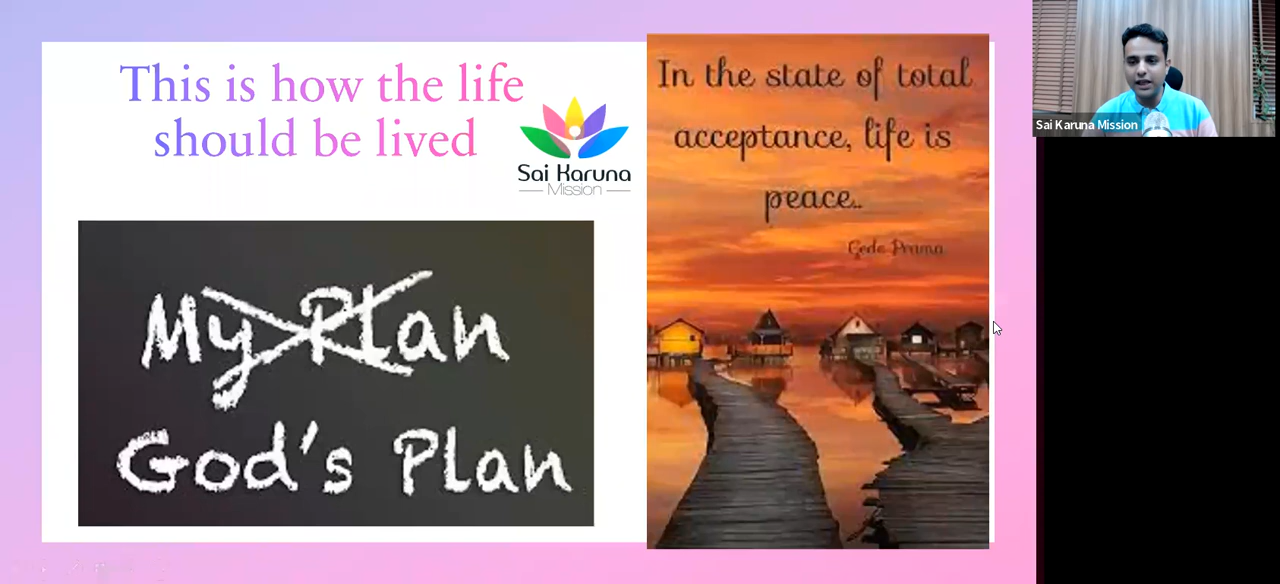 This is how the life
should be lived
Sai Karuna
Mission
My Plan
God's Plan
In the state of total
acceptance, life is
peace..
Gede Prama
Sai Karuna Mission